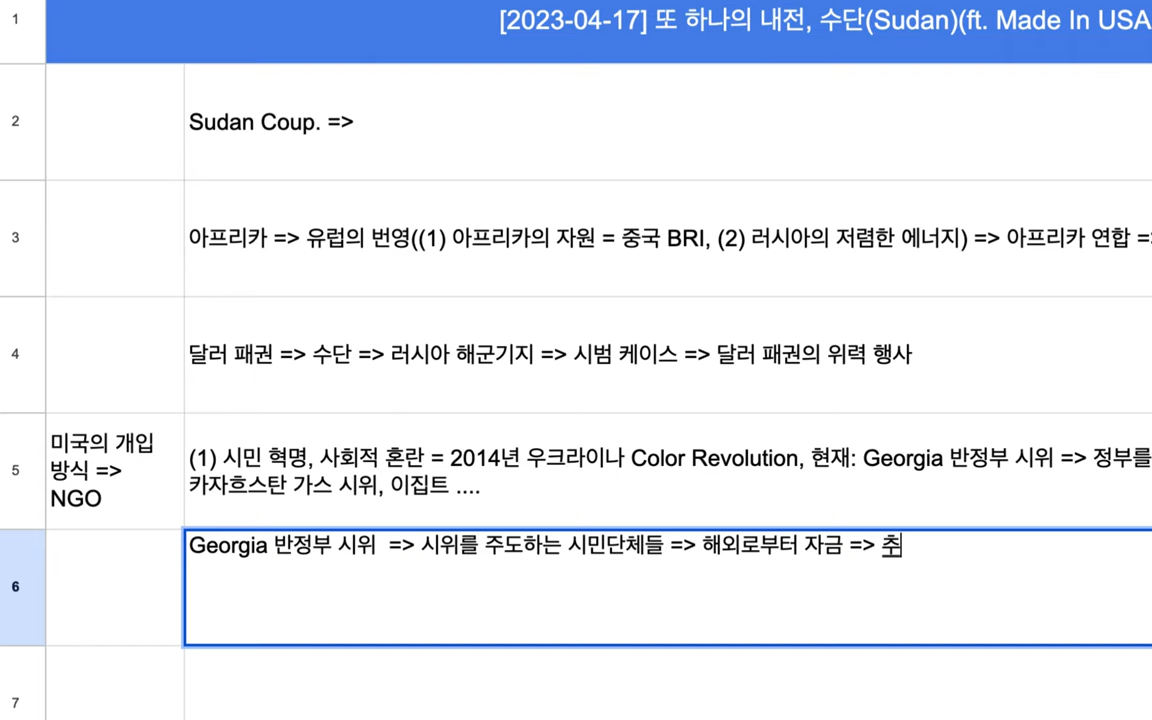 1
[2023-04-17] 또 하나의 내전, 수단(Sudan)(ft. Made In USA
2
Sudan Coup. =>
3
아프리카 => 유럽의 번영((1) 아프리카의 자원 = 중국 BRI, (2) 러시아의 저렴한 에너지) => 아프리카 연합 =>
4
달러 패권 => 수단 => 러시아 해군기지 => 시범 케이스 => 달러 패권의 위력 행사
5
미국의 개입
방식 =>
NGO
(1) 시민 혁명, 사회적 혼란 = 2014년 우크라이나 Color Revolution, 현재: Georgia 반정부 시위 => 정부를
카자흐스탄 가스 시위, 이집트 ....
6
Georgia 반정부 시위  => 시위를 주도하는 시민단체들 => 해외로부터 자금 => 추
7